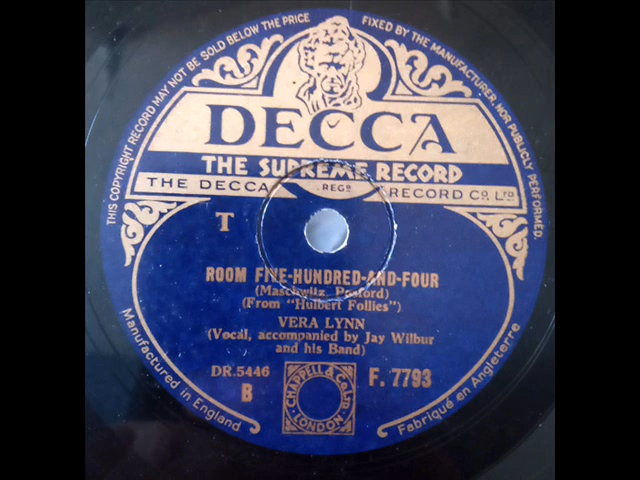 THIS COPYRIGHT RECORD MAY NOT BE SOLD BELOW THE PRICE FIXED BY THE MANUFACTURER, NOR PUBLICLY PERFORMED.
DECCA
THE SUPREME RECORD
THE DECCA REGD RECORD CO. LTD
T
ROOM FIVE-HUNDRED-AND-FOUR
(Maschwitz, Posford)
(From "Hulbert Follies")
VERA LYNN
(Vocal, accompanied by Jay Wilbur
and his Band)
DR.5446
B
CHAPPELL & Co LTD
LONDON
F. 7793
Manufactured in England
Fabriqué en Angleterre